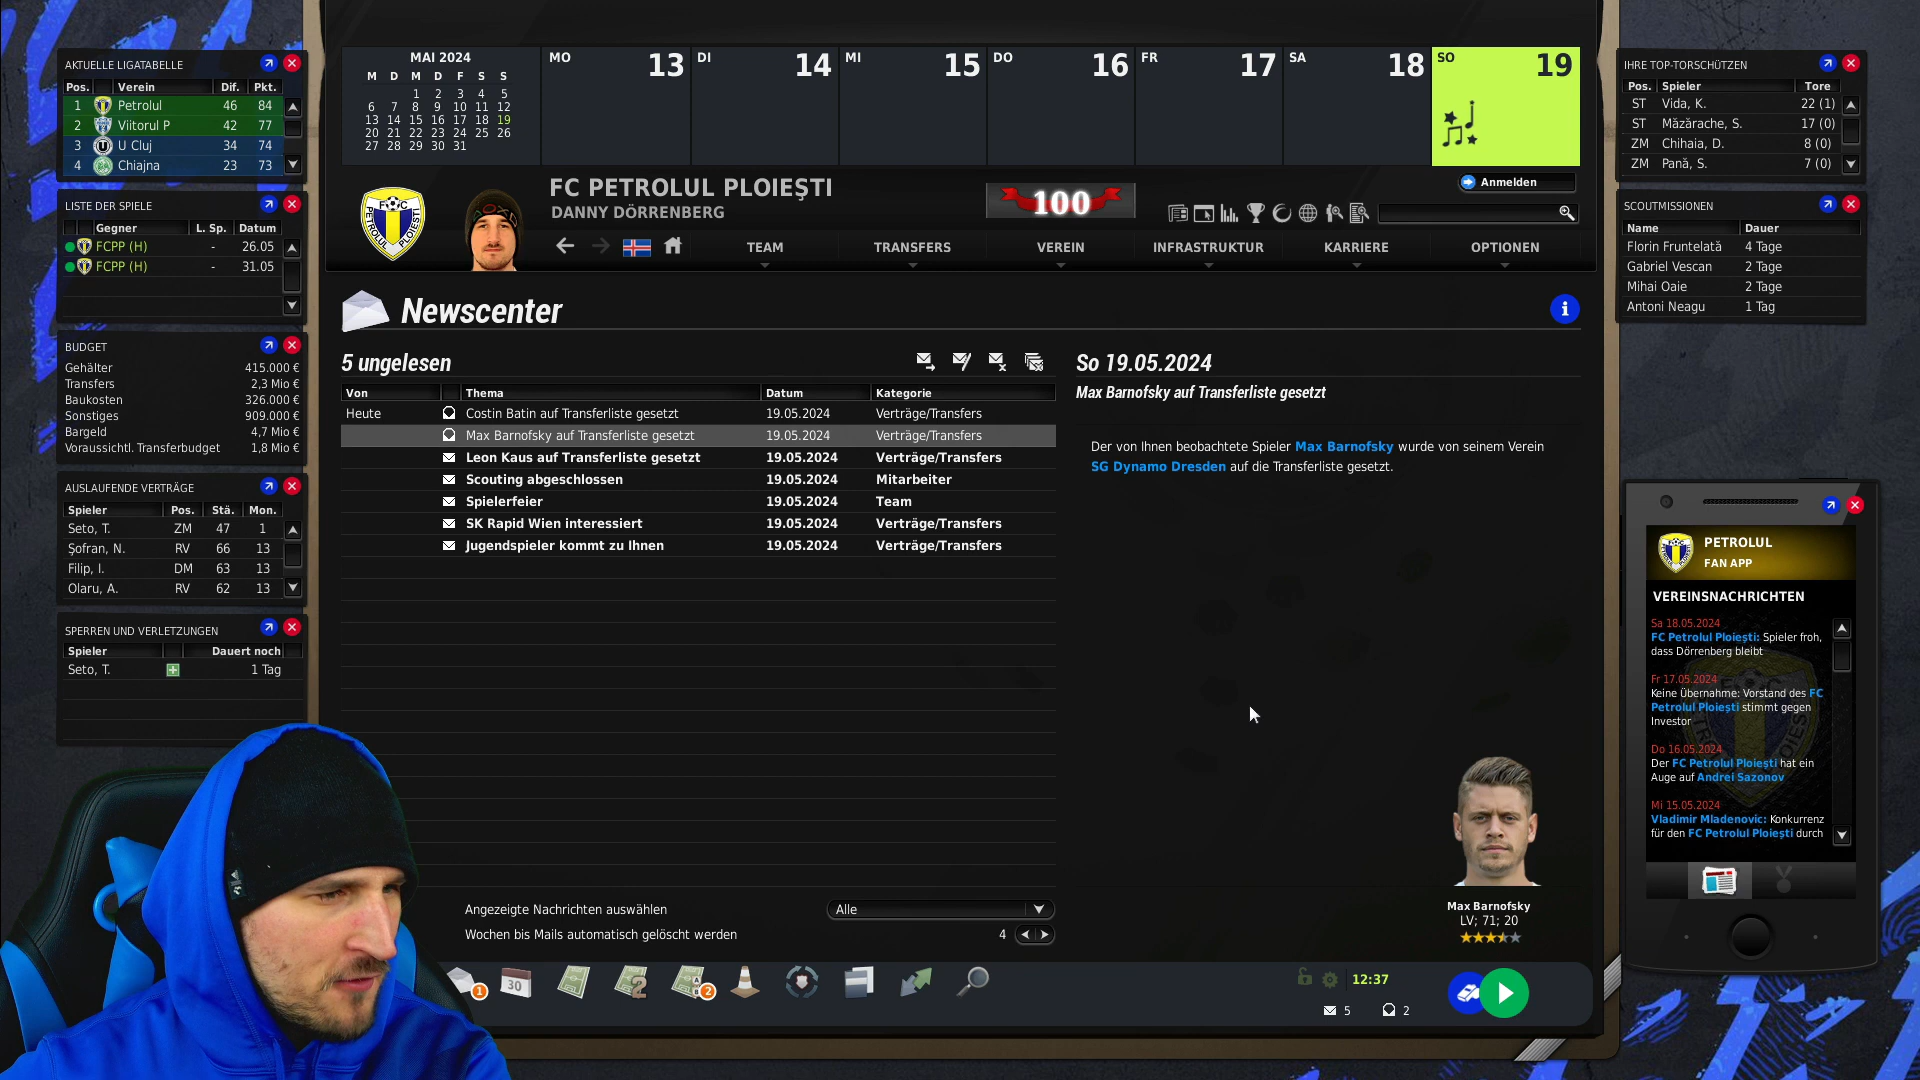 AKTUELLE LIGATABELLE
Pos. Verein Dif. Pkt.
1 Petrolul 46 84
2 Viitorul P 42 77
3 U Cluj 34 74
4 Chiajna 23 73
LISTE DER SPIELE
Gegner L. Sp. Datum
FCPP (H) - 26.05
FCPP (H) - 31.05
BUDGET
Gehälter 415.000 €
Transfers 2,3 Mio €
Baukosten 326.000 €
Sonstiges 909.000 €
Bargeld 4,7 Mio €
Voraussichtl. Transferbudget 1,8 Mio €
AUSLAUFENDE VERTRÄGE
Spieler Pos. Stä. Mon.
Seto, T. ZM 47 1
Şofran, N. RV 66 13
Filip, I. DM 63 13
Olaru, A. RV 62 13
SPERREN UND VERLETZUNGEN
Spieler Dauert noch
Seto, T. 1 Tag
MAI 2024
M D M D F S S
1 2 3 4 5
6 7 8 9 10 11 12
13 14 15 16 17 18 19
20 21 22 23 24 25 26
27 28 29 30 31
MO 13
DI 14
MI 15
DO 16
FR 17
SA 18
SO 19
FC PETROLUL PLOIEŞTI
DANNY DÖRRENBERG
100
Anmelden
TEAM TRANSFERS VEREIN INFRASTRUKTUR KARRIERE OPTIONEN
Newscenter
5 ungelesen
Von Thema Datum Kategorie
Heute Costin Batin auf Transferliste gesetzt 19.05.2024 Verträge/Transfers
Max Barnofsky auf Transferliste gesetzt 19.05.2024 Verträge/Transfers
Leon Kaus auf Transferliste gesetzt 19.05.2024 Verträge/Transfers
Scouting abgeschlossen 19.05.2024 Mitarbeiter
Spielerfeier 19.05.2024 Team
SK Rapid Wien interessiert 19.05.2024 Verträge/Transfers
Jugendspieler kommt zu Ihnen 19.05.2024 Verträge/Transfers
Angezeigte Nachrichten auswählen Alle
Wochen bis Mails automatisch gelöscht werden 4
So 19.05.2024
Max Barnofsky auf Transferliste gesetzt
Der von Ihnen beobachtete Spieler Max Barnofsky wurde von seinem Verein
SG Dynamo Dresden auf die Transferliste gesetzt.
Max Barnofsky
LV; 71; 20
1
30
2
2
12:37
5 2
IHRE TOP-TORSCHÜTZEN
Pos. Spieler Tore
ST Vida, K. 22 (1)
ST Măzărache, S. 17 (0)
ZM Chihaia, D. 8 (0)
ZM Pană, S. 7 (0)
SCOUTMISSIONEN
Name Dauer
Florin Fruntelată 4 Tage
Gabriel Vescan 2 Tage
Mihai Oaie 2 Tage
Antoni Neagu 1 Tag
PETROLUL
FAN APP
VEREINSNACHRICHTEN
Sa 18.05.2024
FC Petrolul Ploieşti: Spieler froh,
dass Dörrenberg bleibt
Fr 17.05.2024
Keine Übernahme: Vorstand des FC
Petrolul Ploieşti stimmt gegen
Investor
Do 16.05.2024
Der FC Petrolul Ploieşti hat ein
Auge auf Andrei Sazonov
Mi 15.05.2024
Vladimir Mladenovic: Konkurrenz
für den FC Petrolul Ploieşti durch